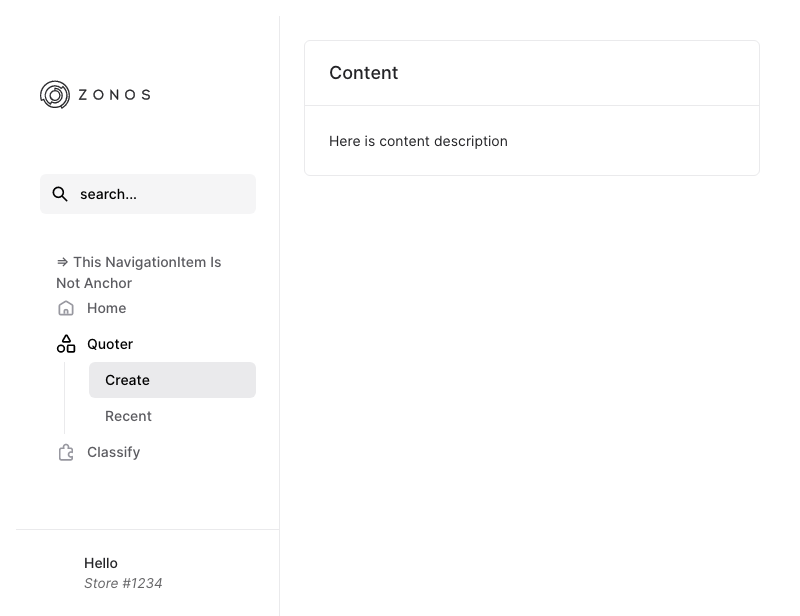 ZONOS
search...
⇒ This NavigationItem Is
Not Anchor
Home
Quoter
Create
Recent
Classify
Hello
Store #1234
Content
Here is content description